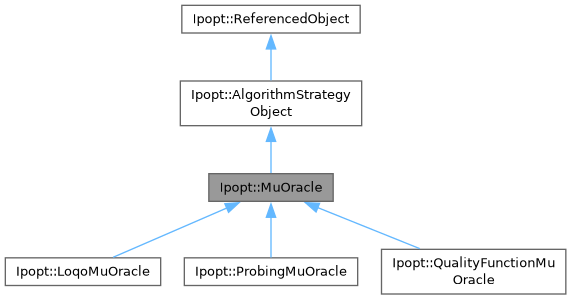 Ipopt::ReferencedObject
Ipopt::AlgorithmStrategy
Object
Ipopt::MuOracle
Ipopt::LoqoMuOracle
Ipopt::ProbingMuOracle
Ipopt::QualityFunctionMu
Oracle